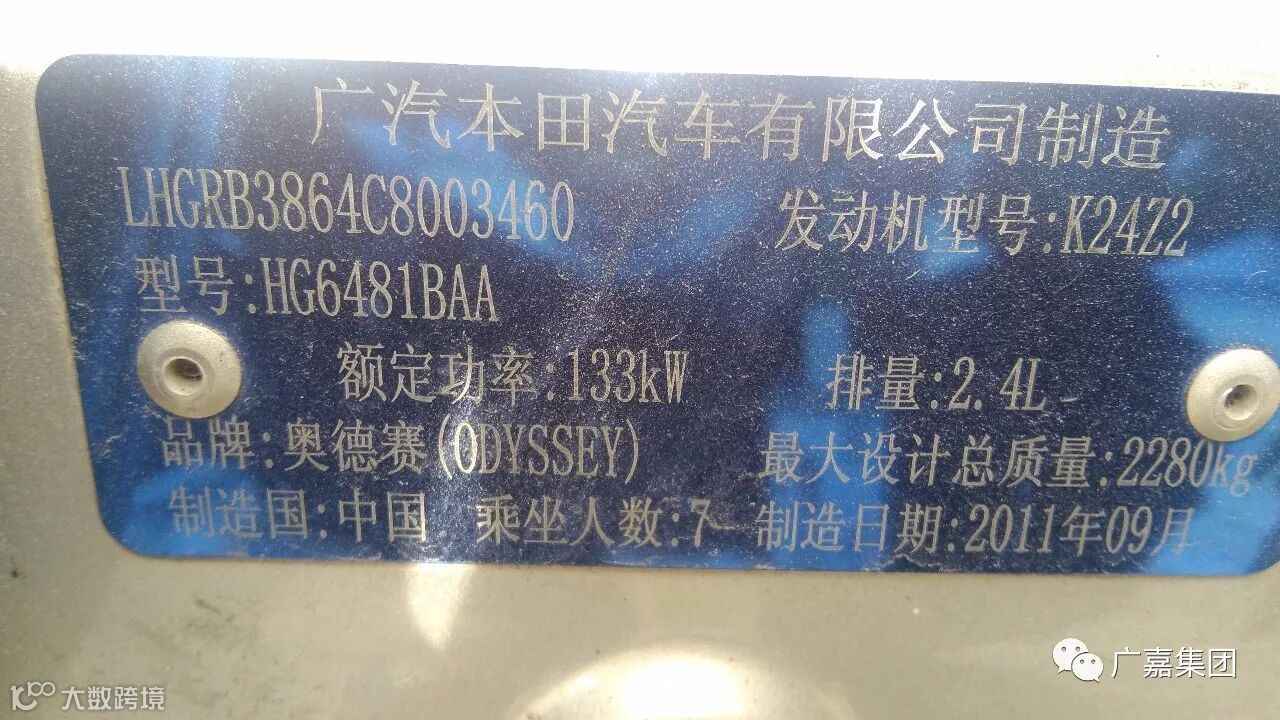 广汽本田汽车有限公司制造
LHGRB3864C8003460 发动机型号:K24Z2
型号:HG6481BAA
额定功率:133kW 排量:2.4L
品牌:奥德赛(ODYSSEY) 最大设计总质量:2280kg
制造国:中国 乘坐人数:7 制造日期:2011年09月
广嘉集团
大数跨境